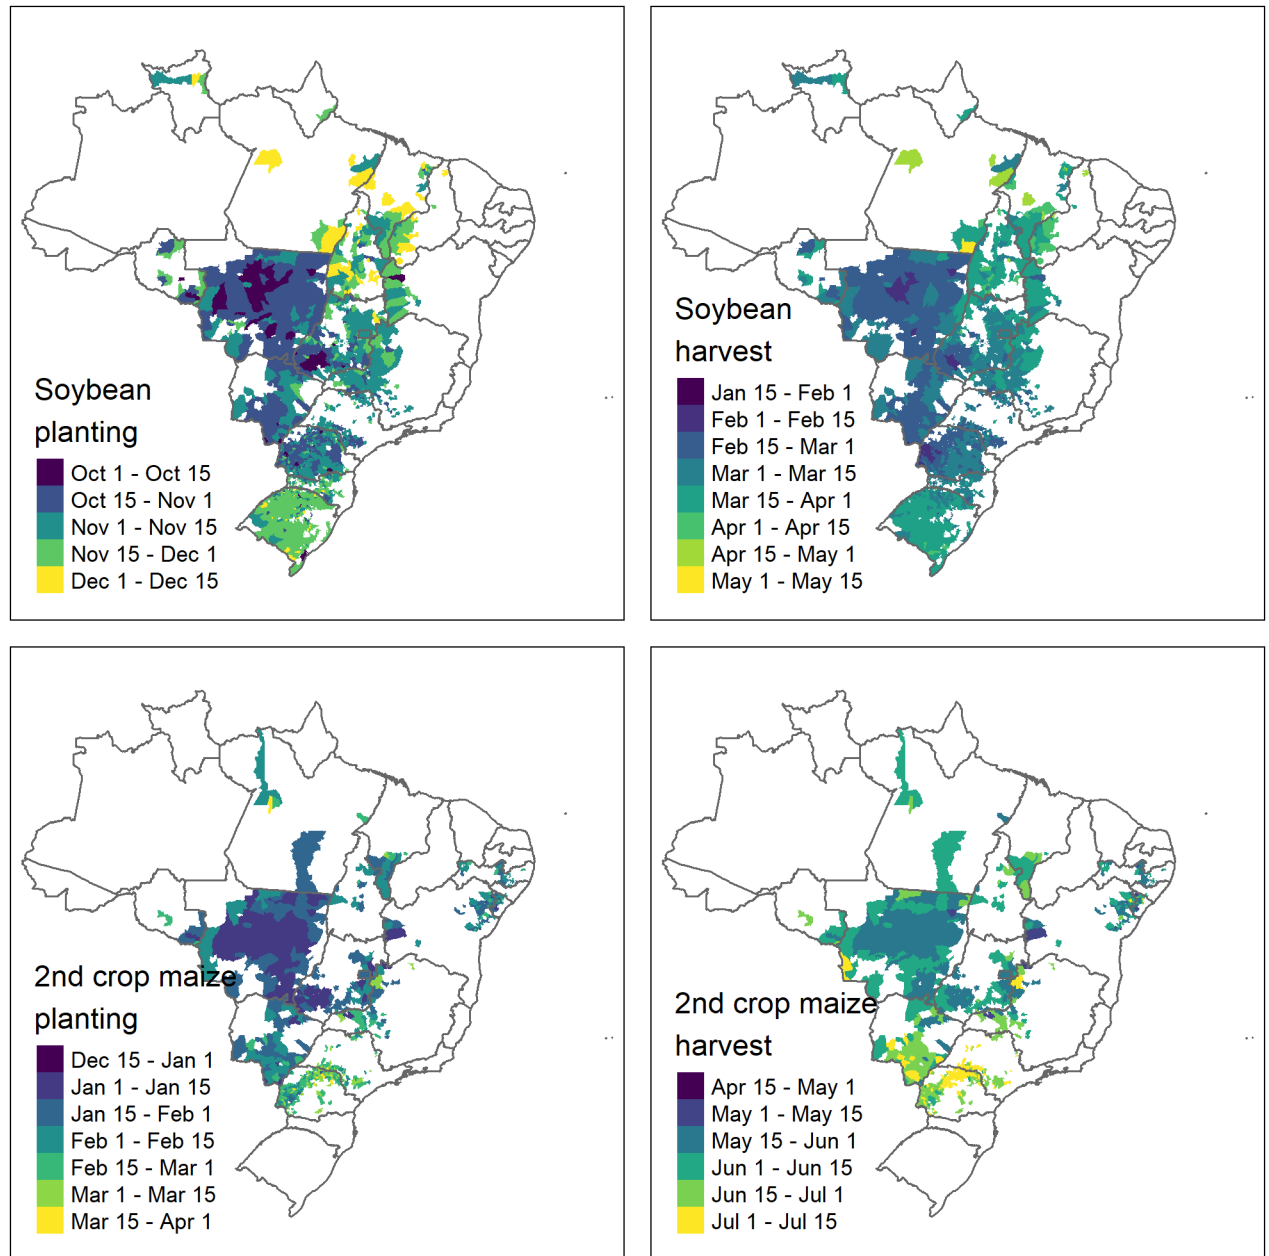 Soybean
planting
Oct 1 - Oct 15
Oct 15 - Nov 1
Nov 1 - Nov 15
Nov 15 - Dec 1
Dec 1 - Dec 15
Soybean
harvest
Jan 15 - Feb 1
Feb 1 - Feb 15
Feb 15 - Mar 1
Mar 1 - Mar 15
Mar 15 - Apr 1
Apr 1 - Apr 15
Apr 15 - May 1
May 1 - May 15
2nd crop maize
planting
Dec 15 - Jan 1
Jan 1 - Jan 15
Jan 15 - Feb 1
Feb 1 - Feb 15
Feb 15 - Mar 1
Mar 1 - Mar 15
Mar 15 - Apr 1
2nd crop maize
harvest
Apr 15 - May 1
May 1 - May 15
May 15 - Jun 1
Jun 1 - Jun 15
Jun 15 - Jul 1
Jul 1 - Jul 15